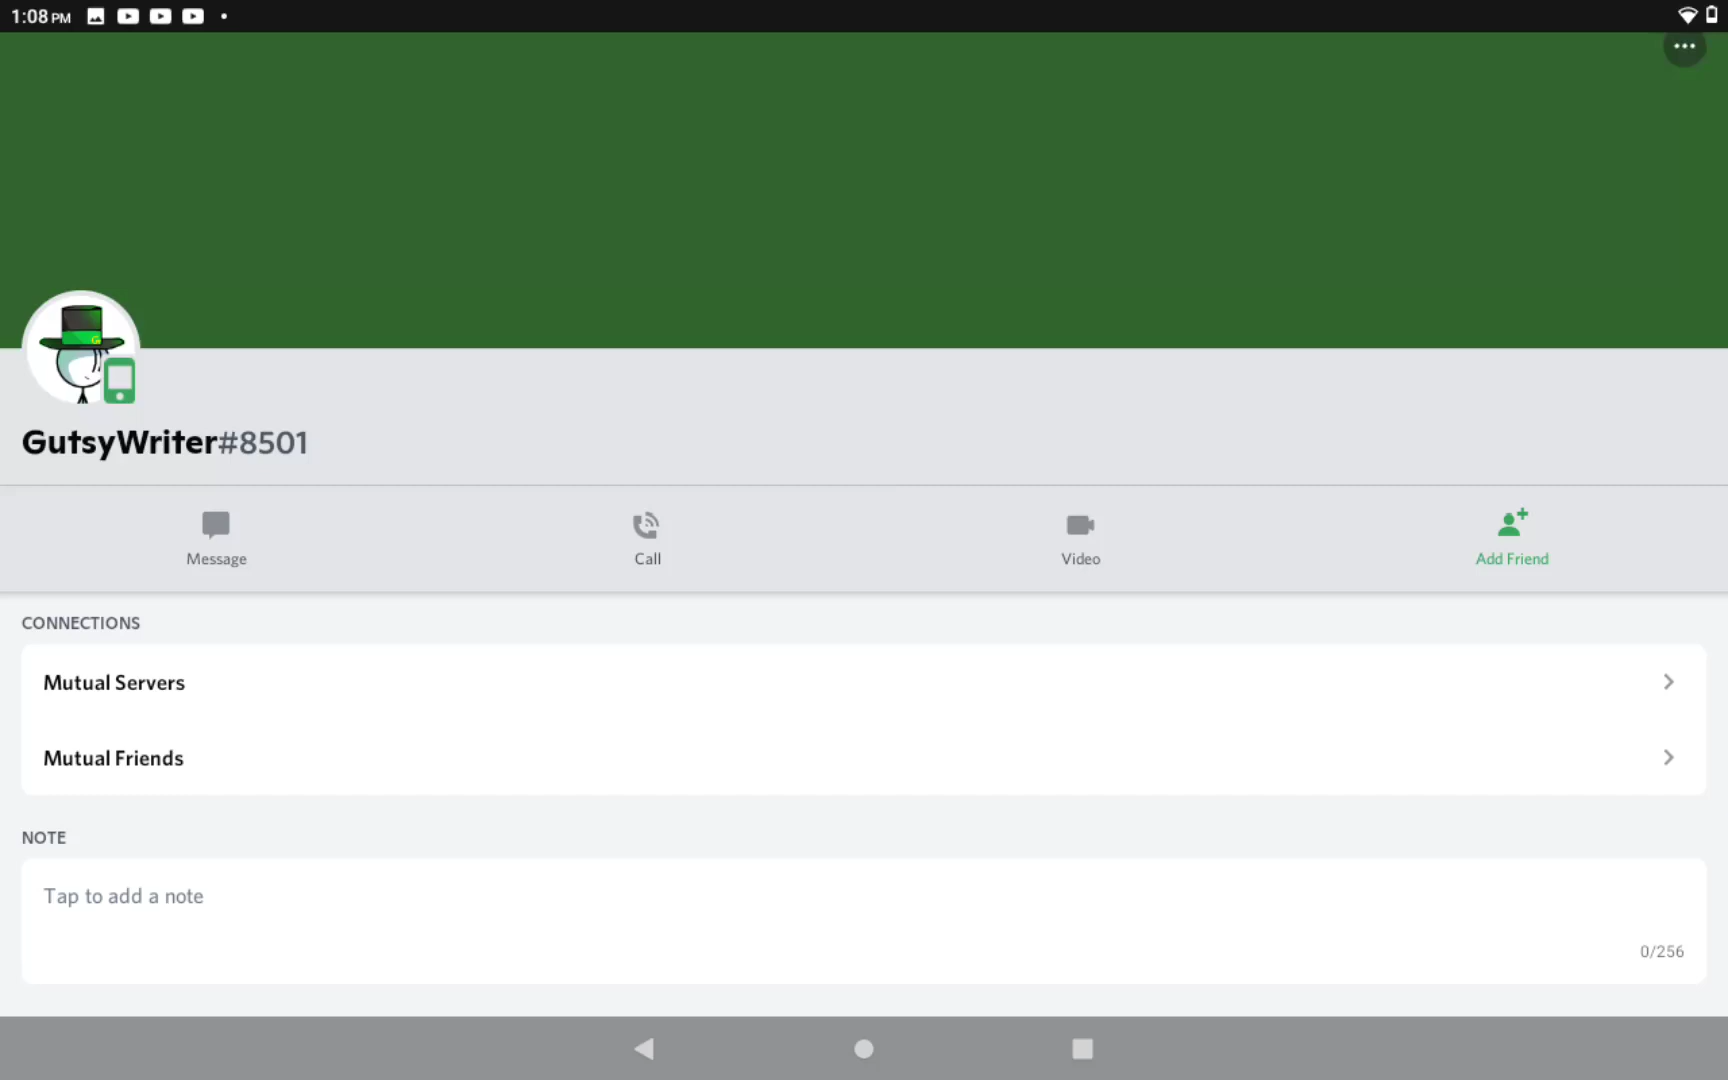 1:08 PM
GutsyWriter#8501
Message
Call
Video
Add Friend
CONNECTIONS
Mutual Servers
Mutual Friends
NOTE
Tap to add a note
0/256